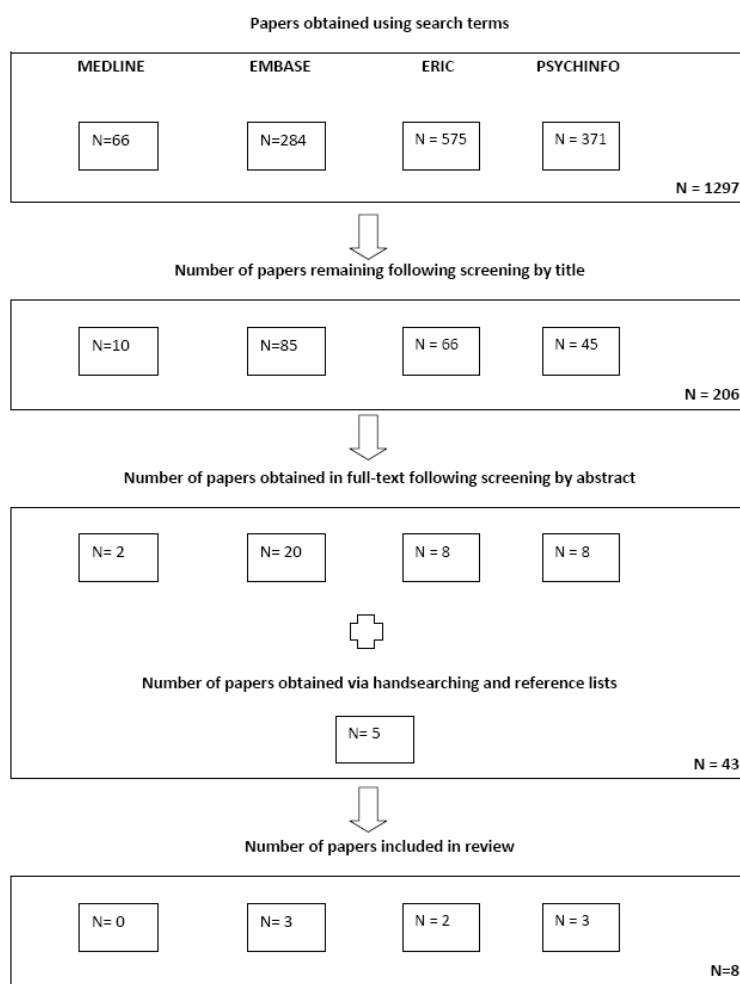 Papers obtained using search terms
MEDLINE EMBASE ERIC PSYCHINFO
N=66 N=284 N = 575 N = 371
N = 1297
Number of papers remaining following screening by title
N=10 N=85 N = 66 N = 45
N = 206
Number of papers obtained in full-text following screening by abstract
N= 2 N= 20 N = 8 N = 8
Number of papers obtained via handsearching and reference lists
N= 5
N = 43
Number of papers included in review
N= 0 N= 3 N = 2 N = 3
N=8